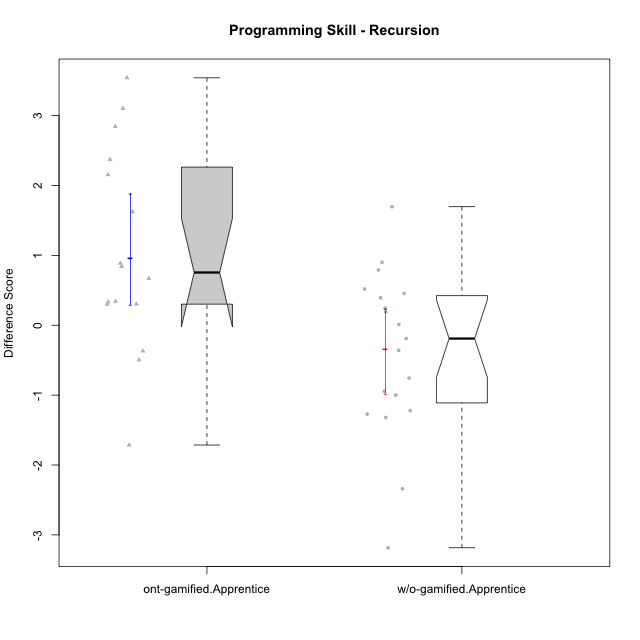 Programming Skill - Recursion
Difference Score
3
2
1
0
-1
-2
-3
ont-gamified.Apprentice
w/o-gamified.Apprentice